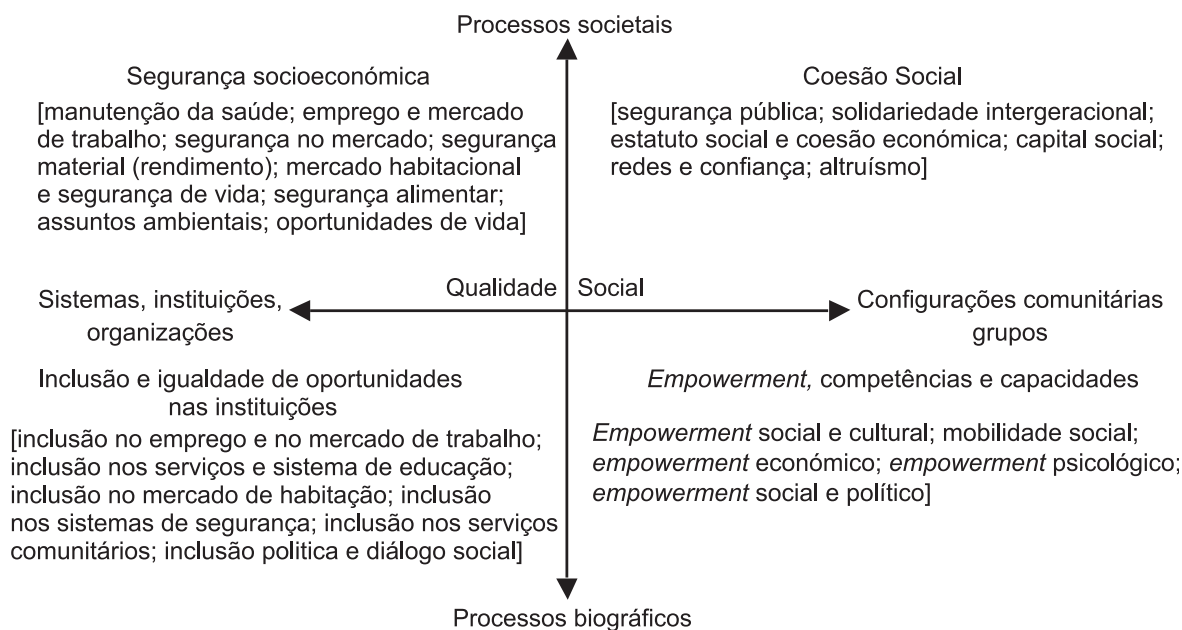 Processos societais
Segurança socioeconómica
[manutenção da saúde; emprego e mercado
de trabalho; segurança no mercado; segurança
material (rendimento); mercado habitacional
e segurança de vida; segurança alimentar;
assuntos ambientais; oportunidades de vida]
Coesão Social
[segurança pública; solidariedade intergeracional;
estatuto social e coesão económica; capital social;
redes e confiança; altruísmo]
Qualidade Social
Sistemas, instituições,
organizações
Configurações comunitárias
grupos
Inclusão e igualdade de oportunidades
nas instituições
[inclusão no emprego e no mercado de trabalho;
inclusão nos serviços e sistema de educação;
inclusão no mercado de habitação; inclusão
nos sistemas de segurança; inclusão nos serviços
comunitários; inclusão politica e diálogo social]
Empowerment, competências e capacidades
Empowerment social e cultural; mobilidade social;
empowerment económico; empowerment psicológico;
empowerment social e político]
Processos biográficos